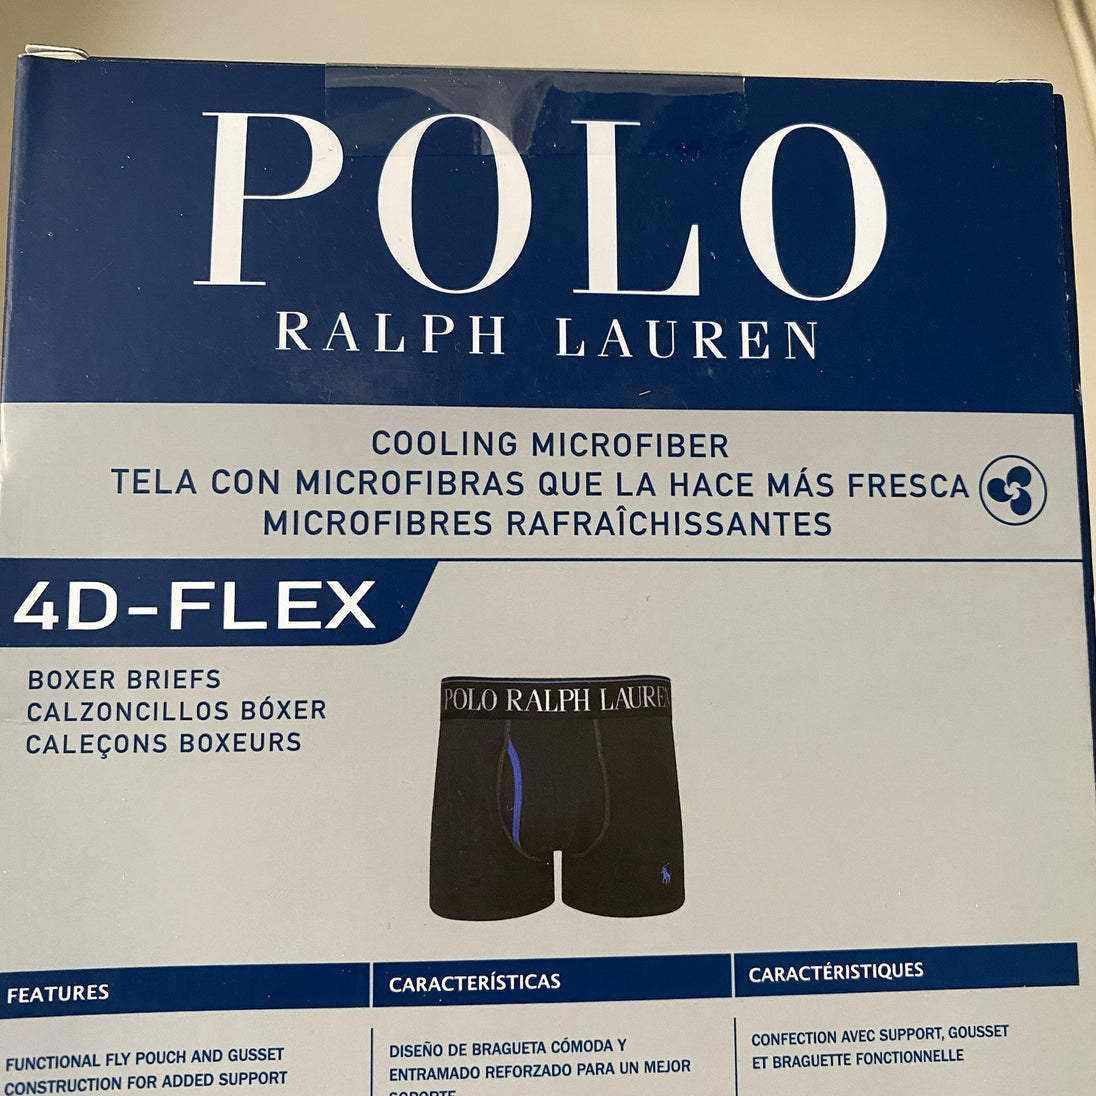 POLO
RALPH LAUREN
COOLING MICROFIBER
TELA CON MICROFIBRAS QUE LA HACE MÁS FRESCA
MICROFIBRES RAFRAÎCHISSANTES
4D-FLEX
BOXER BRIEFS
CALZONCILLOS BÓXER
CALEÇONS BOXEURS
POLO RALPH LAUREN
FEATURES
FUNCTIONAL FLY POUCH AND GUSSET
CONSTRUCTION FOR ADDED SUPPORT
CARACTERÍSTICAS
DISEÑO DE BRAGUETA CÓMODA Y
ENTRAMADO REFORZADO PARA UN MEJOR
SOPORTE
CARACTÉRISTIQUES
CONFECTION AVEC SUPPORT, GOUSSET
ET BRAGUETTE FONCTIONNELLE